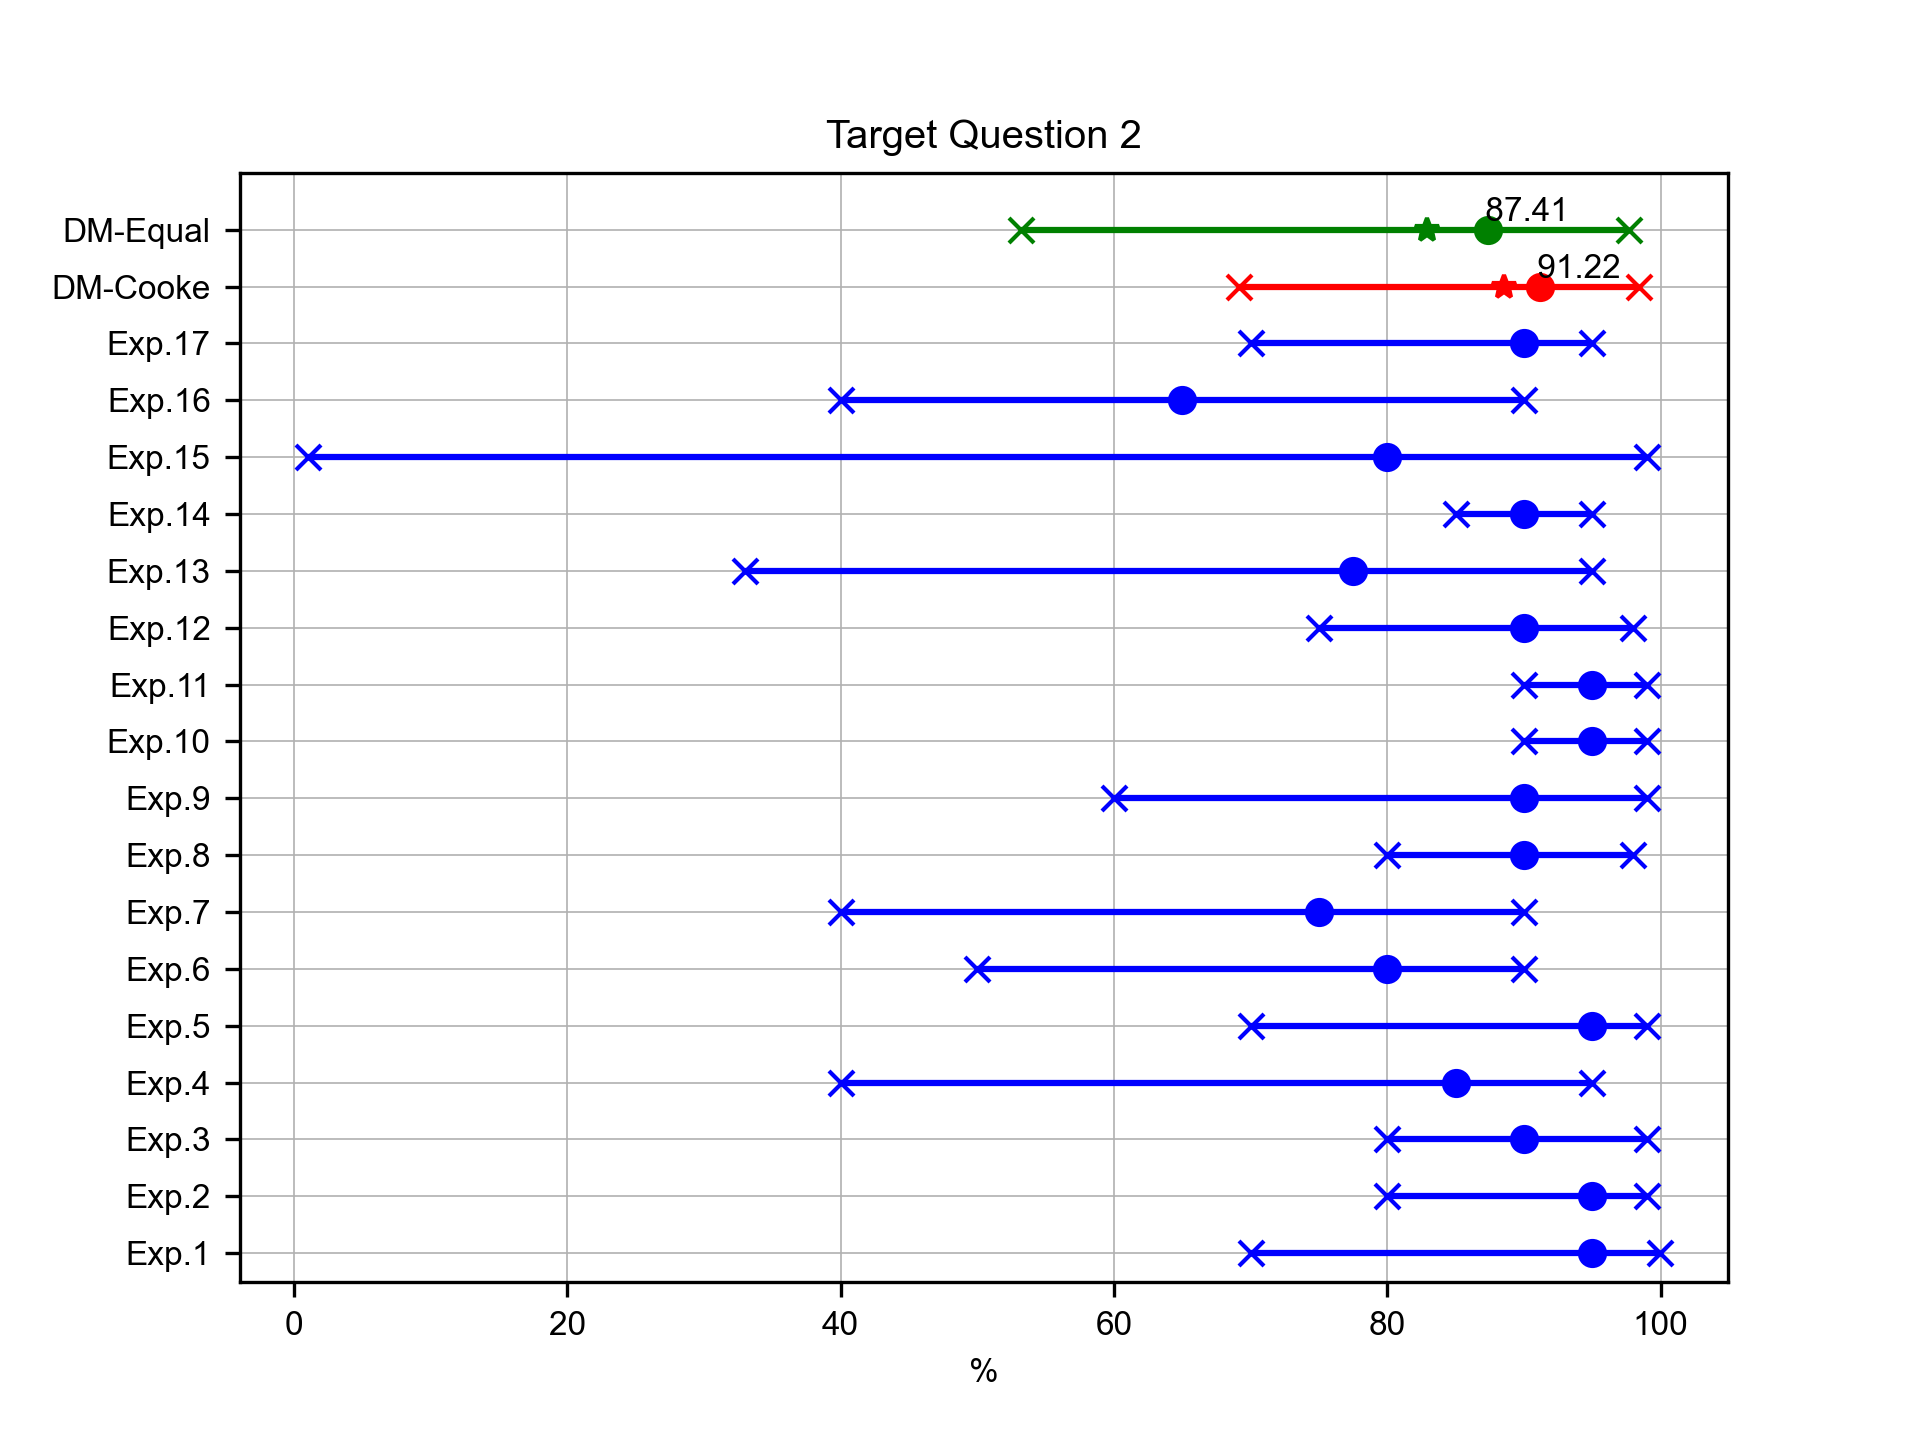 Target Question 2
87.41
DM-Equal
91.22
DM-Cooke
Exp.17
Exp.16
Exp.15
Exp.14
Exp.13
Exp.12
Exp.11
Exp.10
Exp.9
Exp.8
Exp.7
Exp.6
Exp.5
Exp.4
Exp.3
Exp.2
Exp.1
0 20 40 60 80 100
%